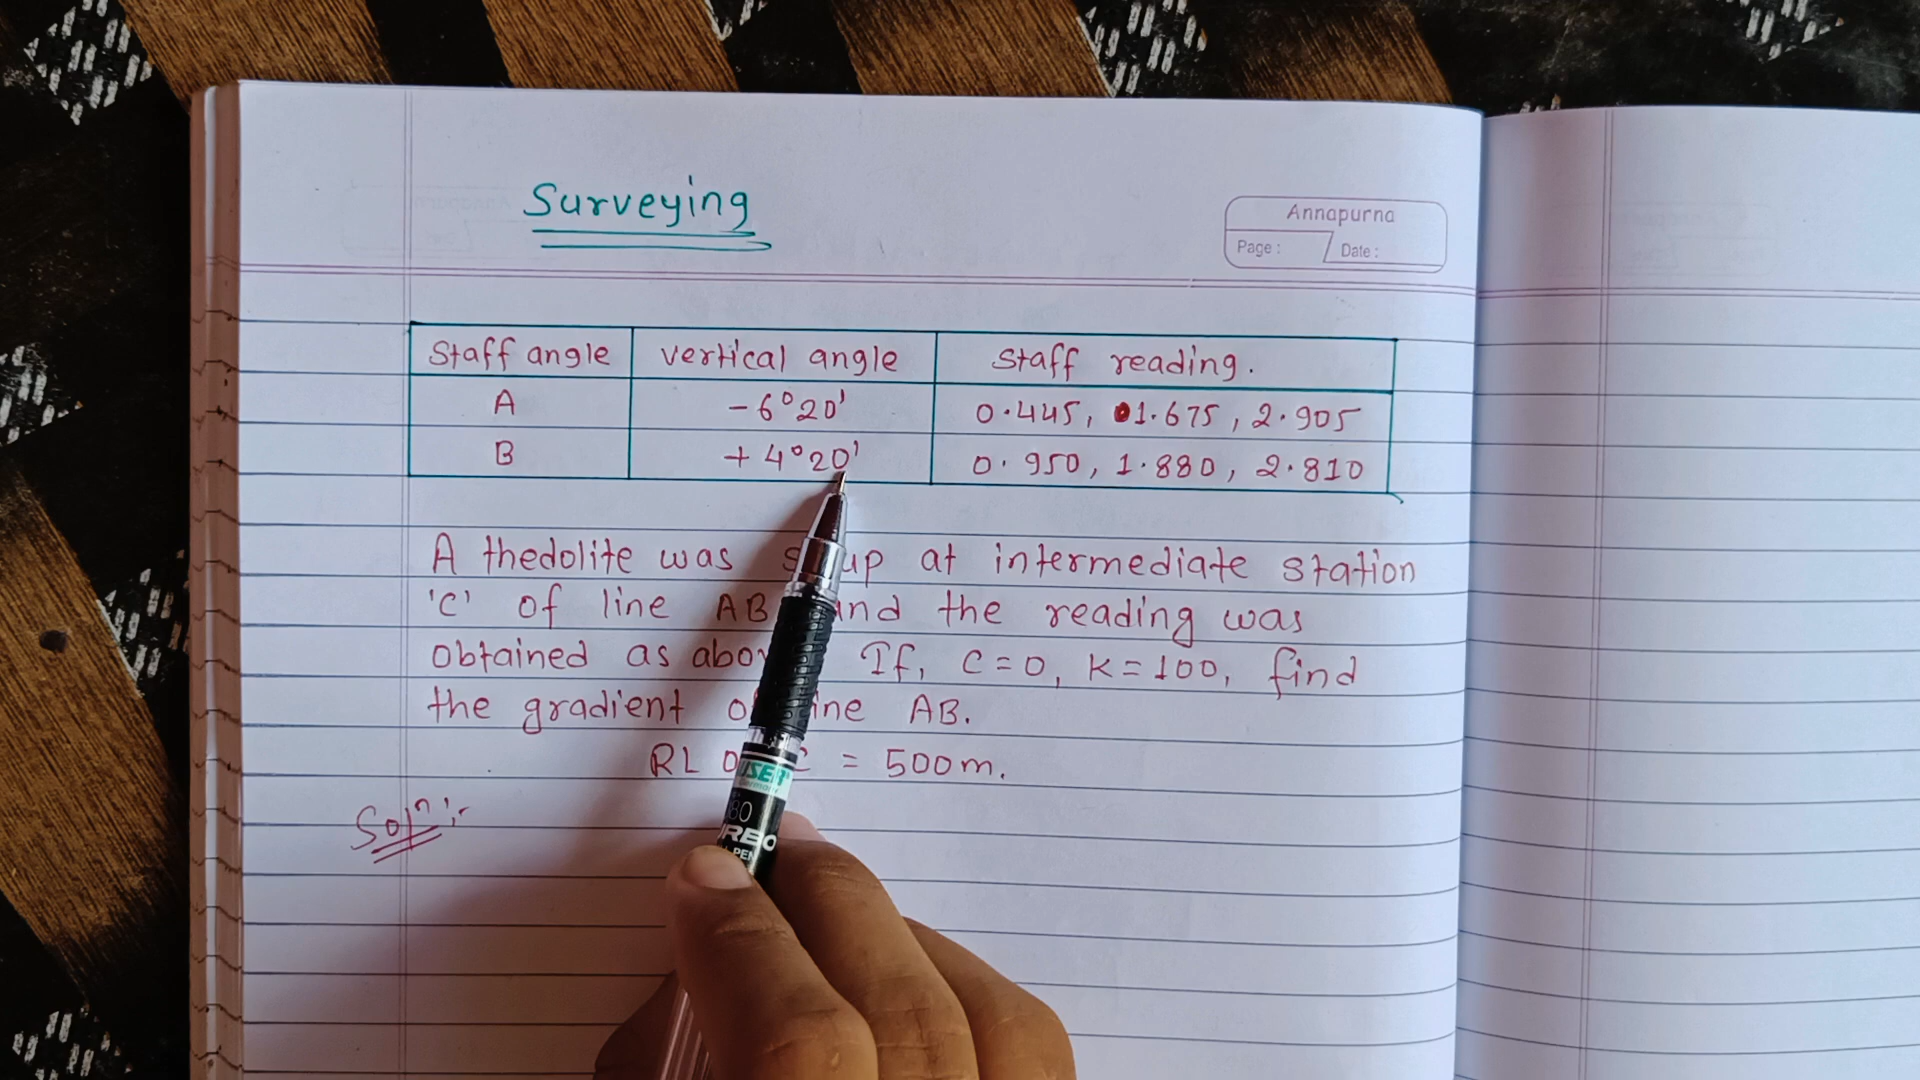 Surveying
Annapurna
Page :
Date :
Staff angle vertical angle Staff reading.
A -6°20' 0.445, 1.675, 2.905
B +4°20' 0.950, 1.880, 2.810
A thedolite was up at intermediate station
'C' of line AB the reading was
obtained as If, C=0, K=100, find
the gradient AB.
RL = 500m.
Soln :-